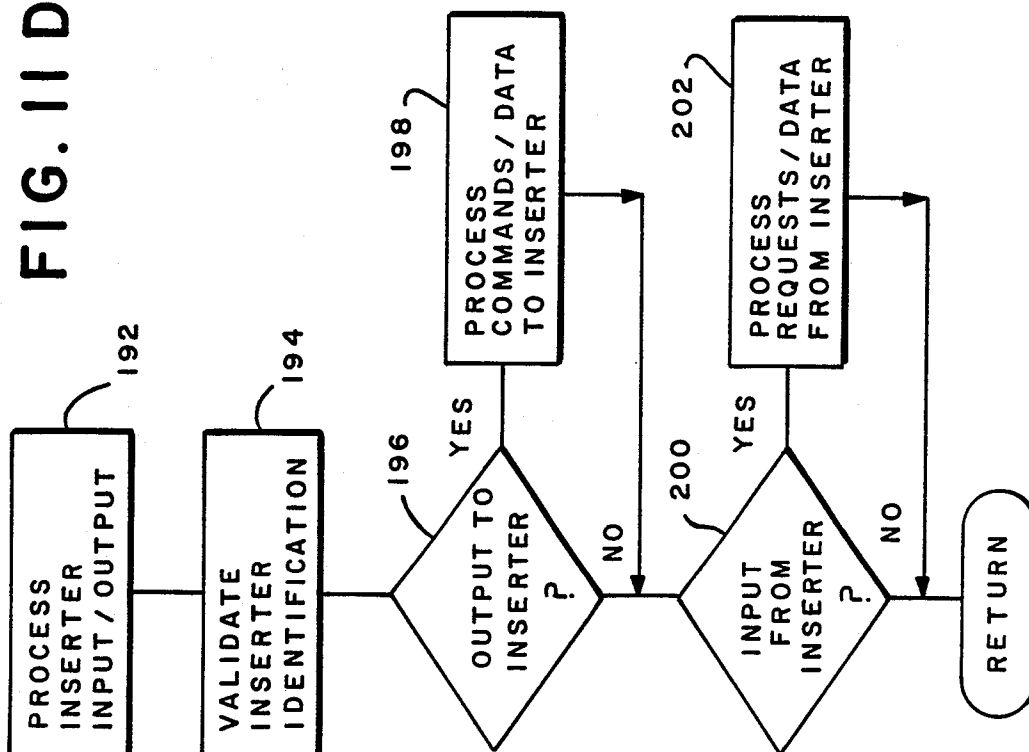 FIG. 11 D
PROCESS
INSERTER
INPUT/OUTPUT
192
VALIDATE
INSERTER
IDENTIFICATION
194
OUTPUT TO
INSERTER
?
196
YES
NO
PROCESS
COMMANDS/DATA
TO INSERTER
198
INPUT
FROM
INSERTER
?
200
YES
NO
PROCESS
REQUESTS/DATA
FROM INSERTER
202
RETURN